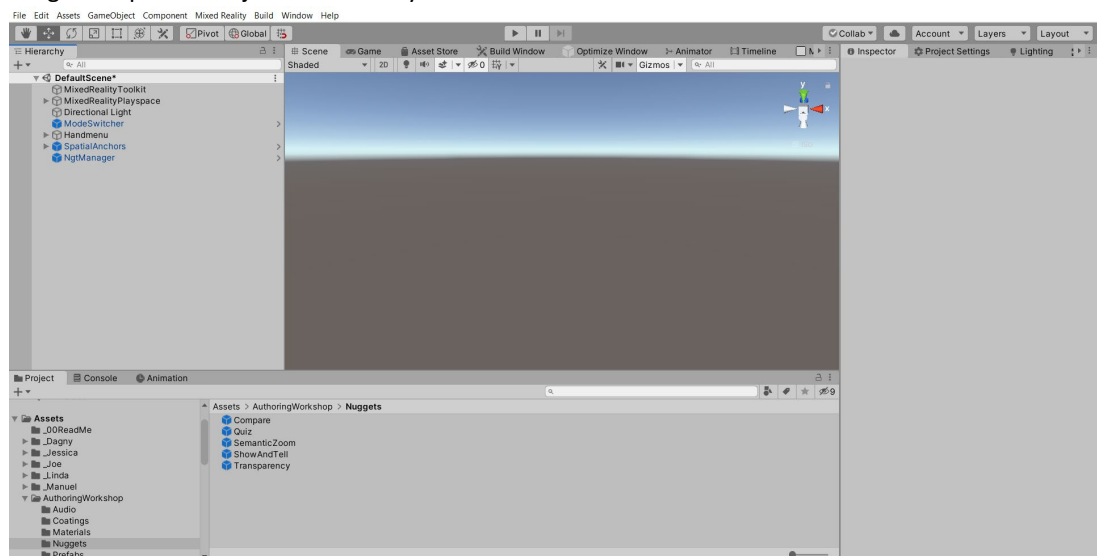 File Edit Assets GameObject Component Mixed Reality Build Window Help
Pivot Global Collab Account Layers Layout
Hierarchy
All
DefaultScene*
MixedRealityToolkit
MixedRealityPlayspace
Directional Light
ModeSwitcher
Handmenu
SpatialAnchors
NgtManager
Scene Game Asset Store Build Window Optimize Window Animator Timeline
Shaded 2D 0 Gizmos All
y
x
Inspector Project Settings Lighting
Project Console Animation
9
Assets
_00ReadMe
_Dagny
_Jessica
_Joe
_Linda
_Manuel
AuthoringWorkshop
Audio
Coatings
Materials
Nuggets
Prefabs
Assets > AuthoringWorkshop > Nuggets
Compare
Quiz
SemanticZoom
ShowAndTell
Transparency